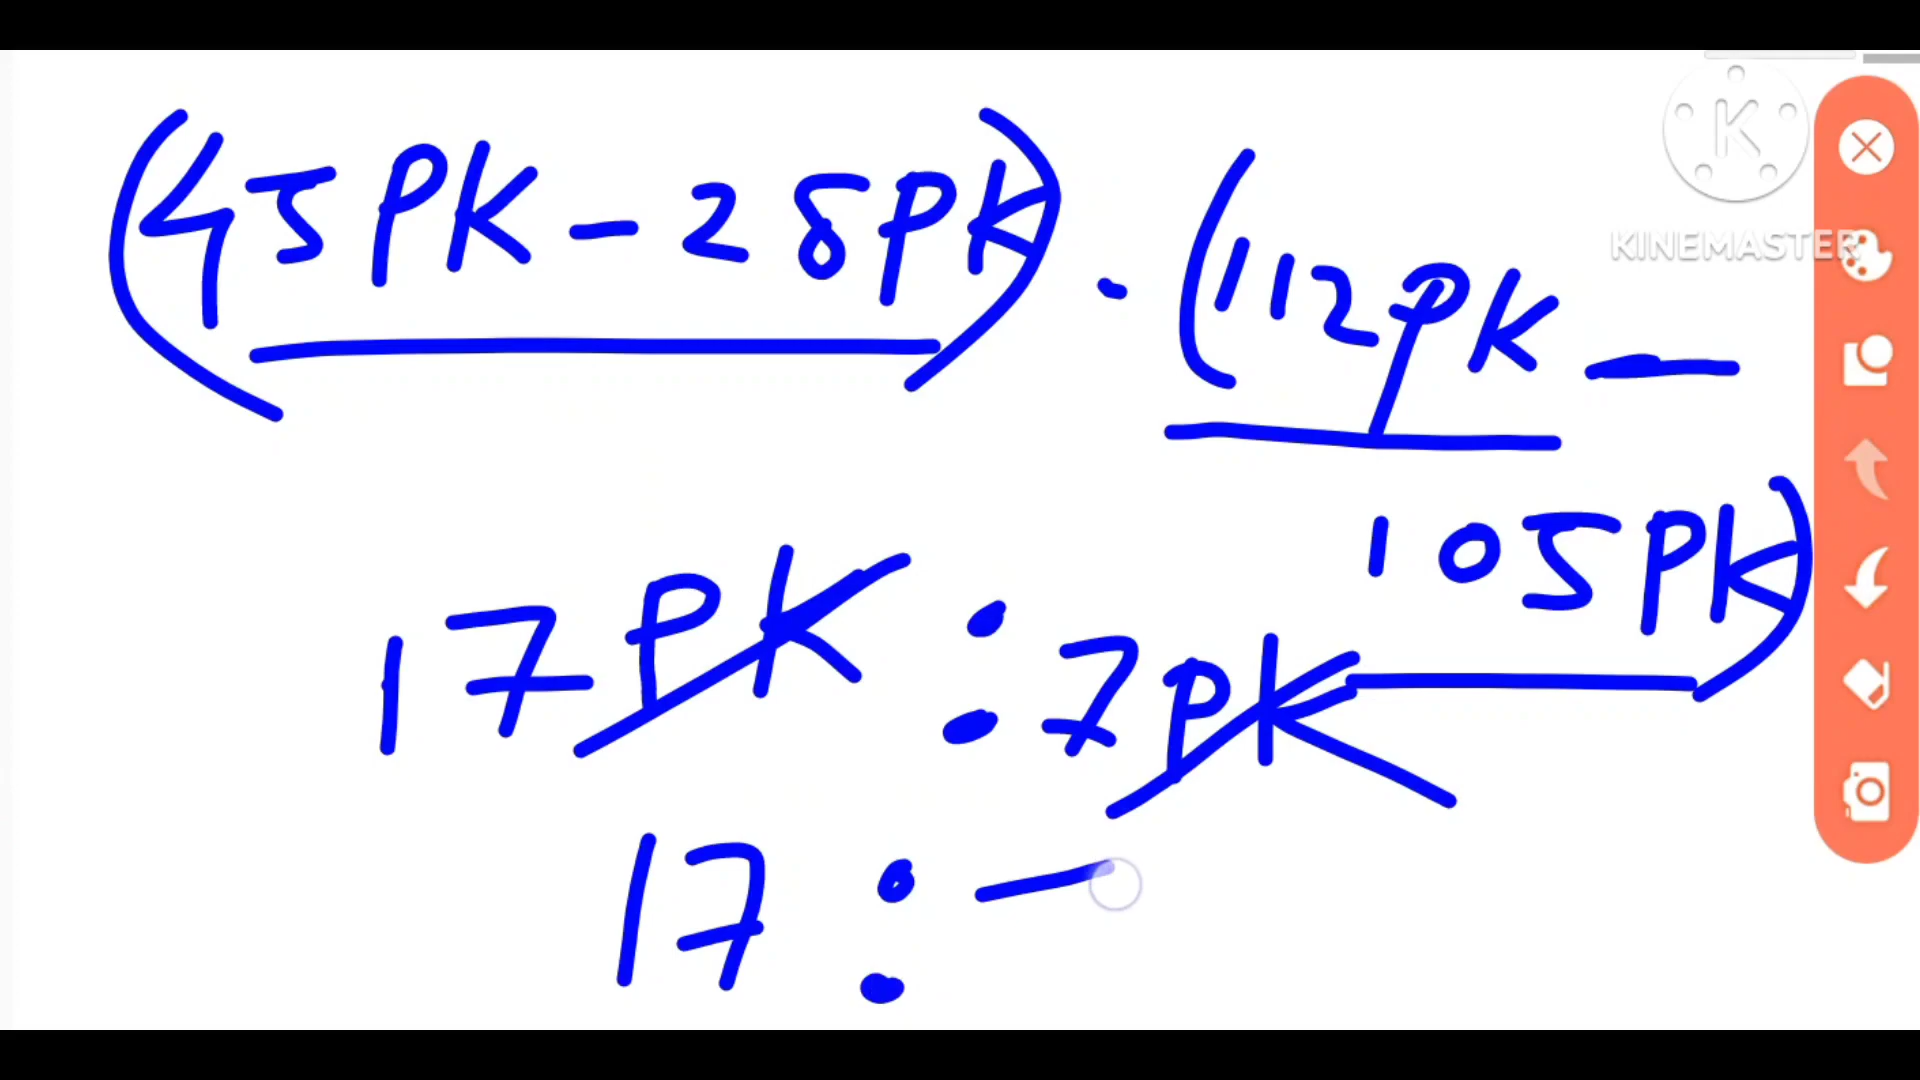 (45PK-28PK) . (112PK -
KINEMASTER
105PK)
17PK : 7PK
17 : -